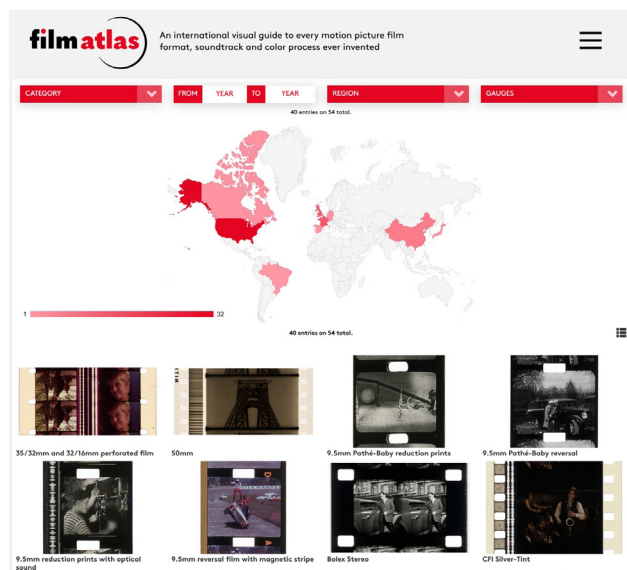 film atlas
An international visual guide to every motion picture film
format, soundtrack and color process ever invented
CATEGORY
FROM YEAR TO YEAR
REGION
GAUGES
40 entries on 54 total.
1 32
40 entries on 54 total.
35/32mm and 32/16mm perforated film
50mm
9.5mm Pathé-Baby reduction prints
9.5mm Pathé-Baby reversal
9.5mm reduction prints with optical
sound
9.5mm reversal film with magnetic stripe
Bolex Stereo
CFI Silver-Tint